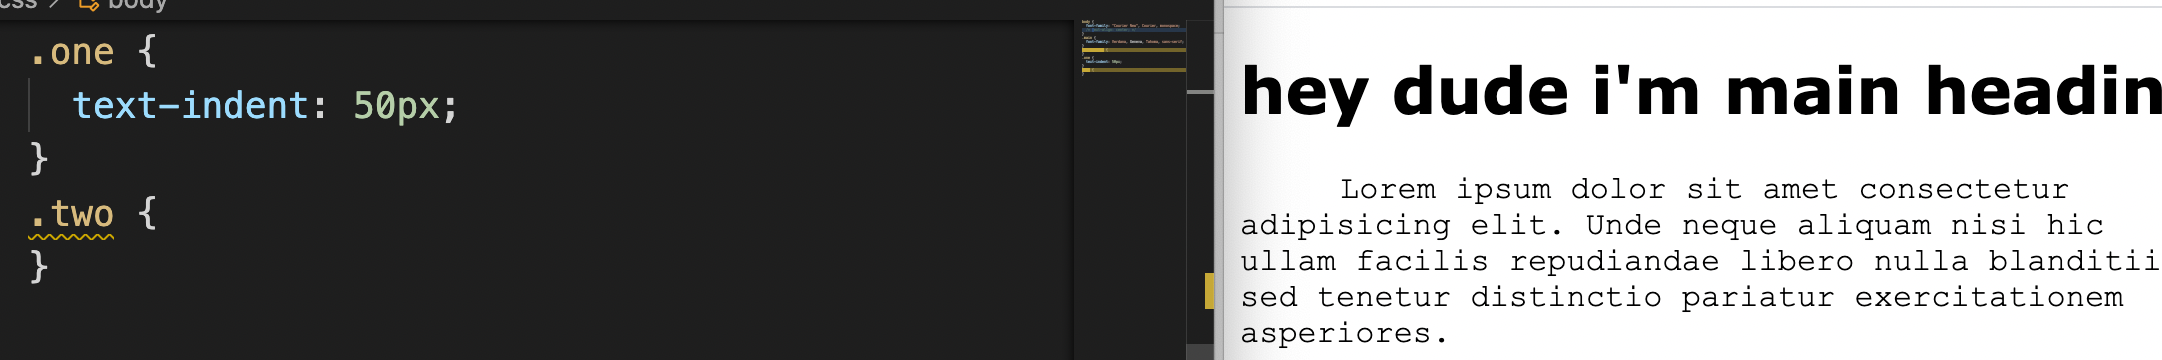 css > body
.one {
text-indent: 50px;
}
.two {
}
hey dude i'm main headin
Lorem ipsum dolor sit amet consectetur
adipisicing elit. Unde neque aliquam nisi hic
ullam facilis repudiandae libero nulla blanditii
sed tenetur distinctio pariatur exercitationem
asperiores.